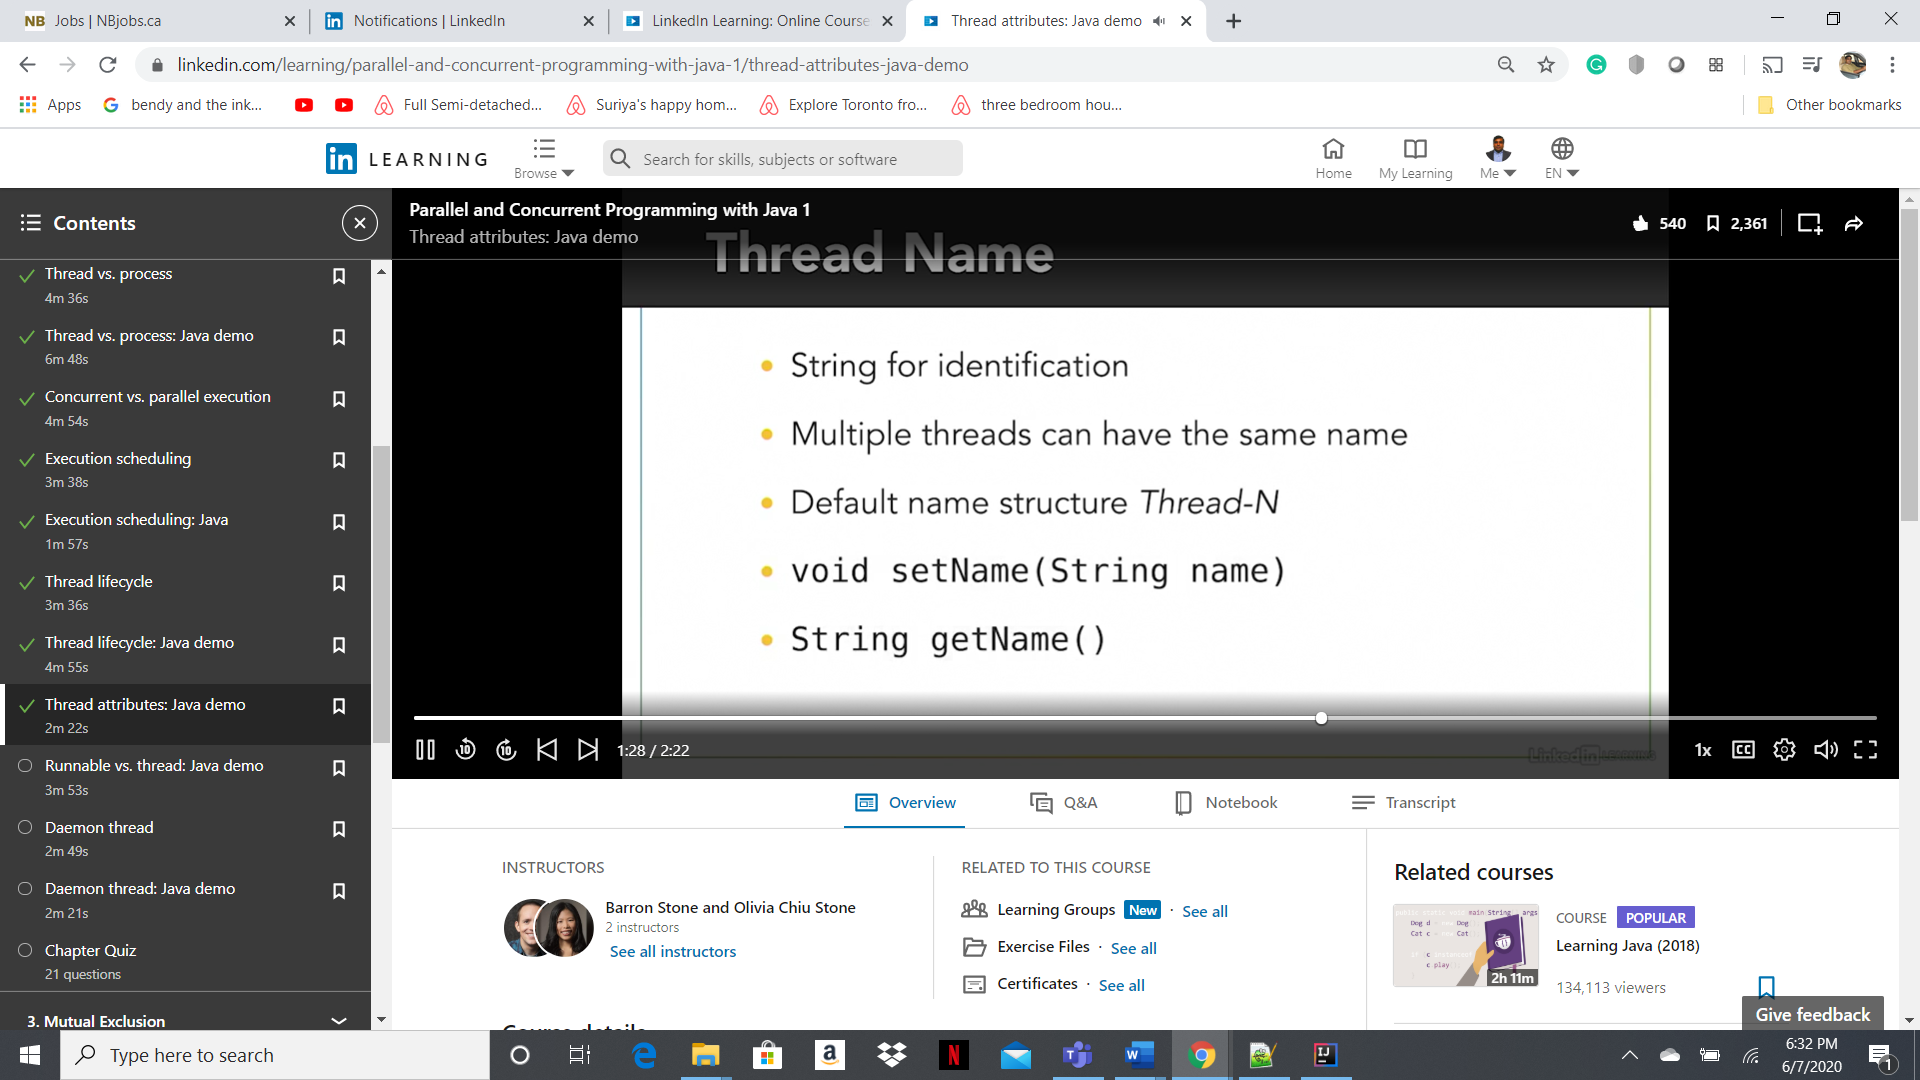 NB Jobs | NBjobs.ca
in Notifications | LinkedIn
LinkedIn Learning: Online Course
Thread attributes: Java demo
linkedin.com/learning/parallel-and-concurrent-programming-with-java-1/thread-attributes-java-demo
Apps
bendy and the ink...
Full Semi-detached...
Suriya's happy hom...
Explore Toronto fro...
three bedroom hou...
Other bookmarks
in LEARNING
Browse
Search for skills, subjects or software
Home
My Learning
Me
EN
Contents
Parallel and Concurrent Programming with Java 1
Thread attributes: Java demo
540
2,361
Thread vs. process
4m 36s
Thread vs. process: Java demo
6m 48s
Concurrent vs. parallel execution
4m 54s
Execution scheduling
3m 38s
Execution scheduling: Java
1m 57s
Thread lifecycle
3m 36s
Thread lifecycle: Java demo
4m 55s
Thread attributes: Java demo
2m 22s
Runnable vs. thread: Java demo
3m 53s
Daemon thread
2m 49s
Daemon thread: Java demo
2m 21s
Chapter Quiz
21 questions
3. Mutual Exclusion
Thread Name
• String for identification
• Multiple threads can have the same name
• Default name structure Thread-N
• void setName(String name)
• String getName()
LinkedIn LEARNING
10
10
1:28 / 2:22
1x
CC
Overview
Q&A
Notebook
Transcript
INSTRUCTORS
Barron Stone and Olivia Chiu Stone
2 instructors
See all instructors
RELATED TO THIS COURSE
Learning Groups New · See all
Exercise Files · See all
Certificates · See all
Course details
Related courses
COURSE POPULAR
Learning Java (2018)
134,113 viewers
2h 11m
Give feedback
Type here to search
6:32 PM
6/7/2020
1